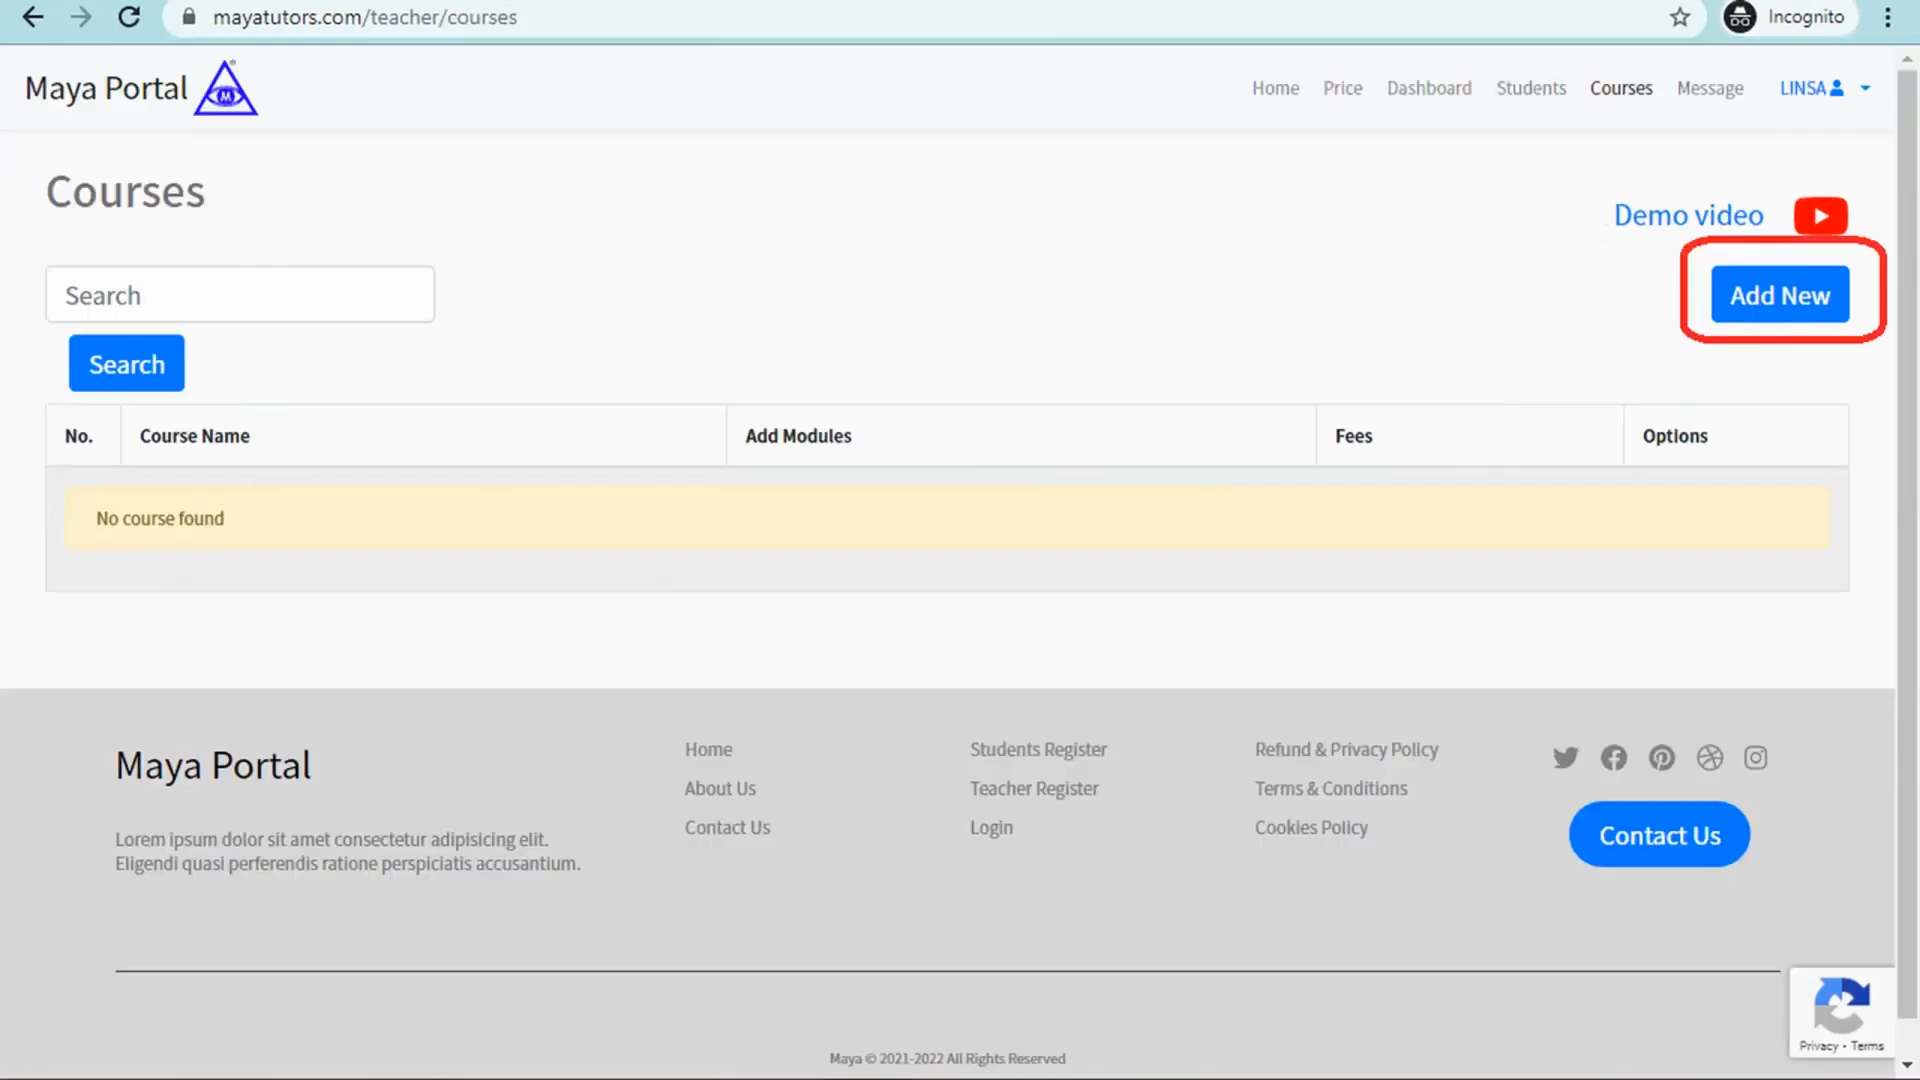 mayatutors.com/teacher/courses
Incognito
Maya Portal
M
Home Price Dashboard Students Courses Message LINSA
Courses
Demo video
Search
Add New
Search
No. Course Name Add Modules Fees Options
No course found
Maya Portal
Lorem ipsum dolor sit amet consectetur adipisicing elit.
Eligendi quasi perferendis ratione perspiciatis accusantium.
Home
About Us
Contact Us
Students Register
Teacher Register
Login
Refund & Privacy Policy
Terms & Conditions
Cookies Policy
Contact Us
Privacy - Terms
Maya © 2021-2022 All Rights Reserved